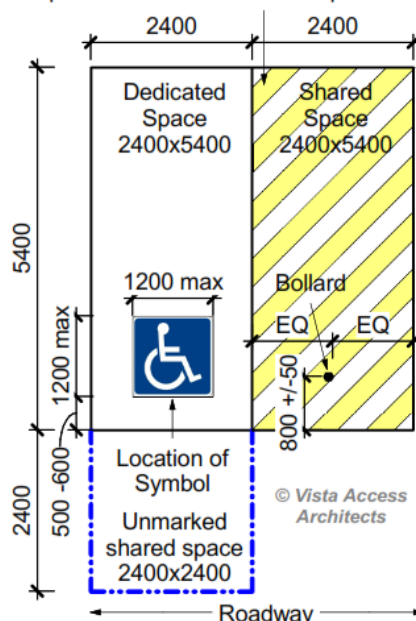 2400
2400
Dedicated
Space
2400x5400
Shared
Space
2400x5400
5400
1200 max
Bollard
EQ
EQ
1200 max
800 +/-50
500 -600
2400
Location of
Symbol
Unmarked
shared space
2400x2400
© Vista Access
Architects
Roadway